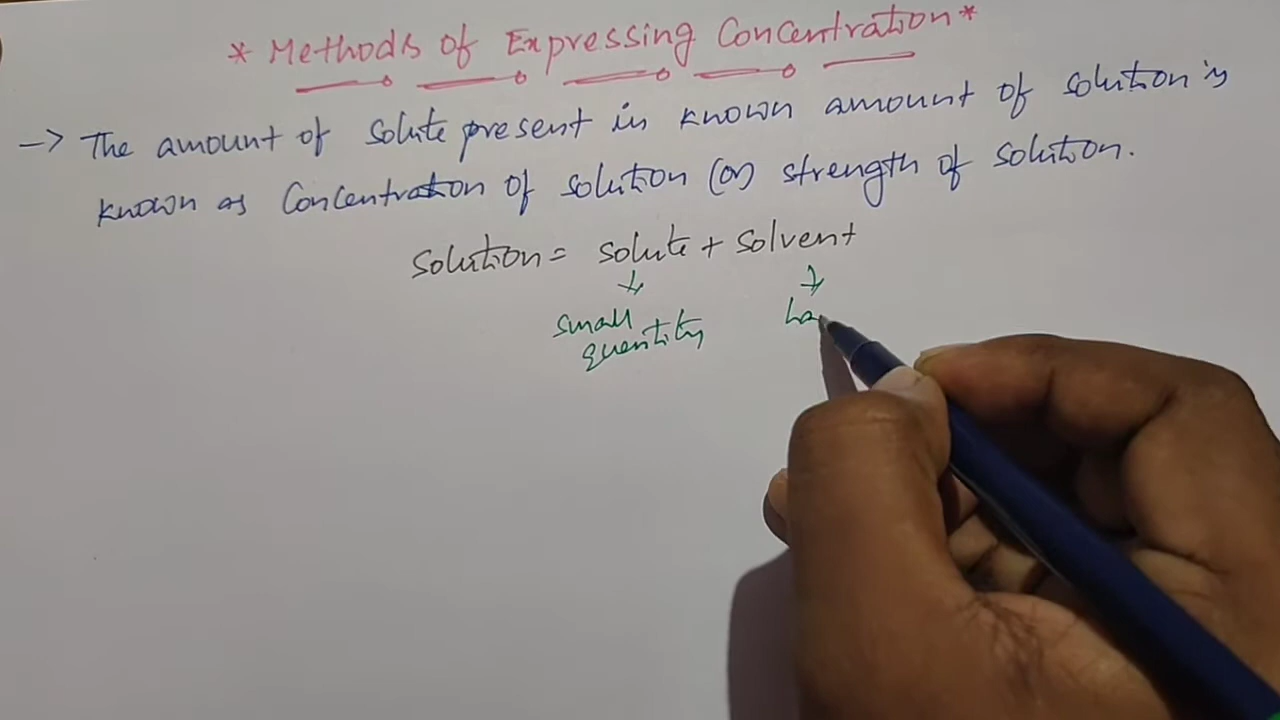 * Methods of Expressing Concentration *
-> The amount of solute present in known amount of solution is
known as Concentration of solution (or) strength of solution.
Solution = solute + solvent
small
quantity
La